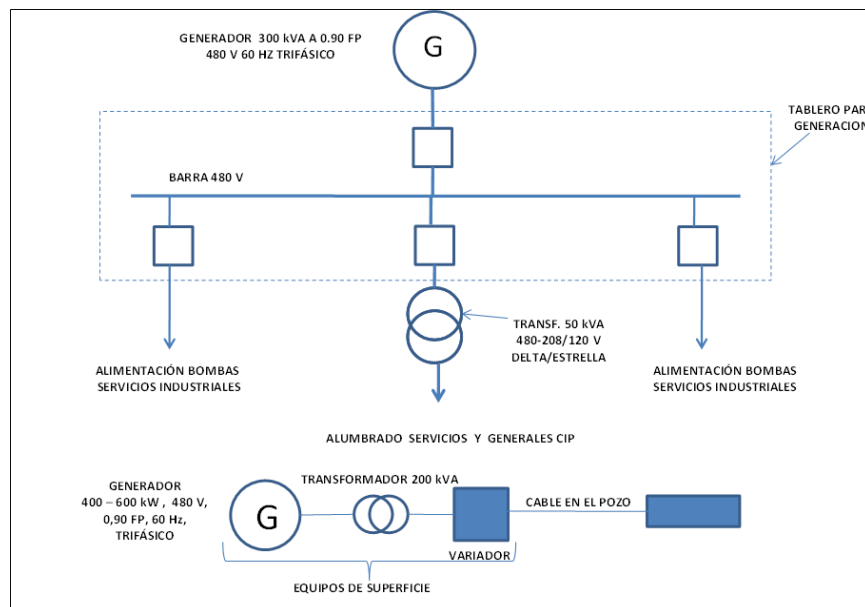 GENERADOR 300 kVA A 0.90 FP
480 V 60 HZ TRIFÁSICO
G
TABLERO PAR
GENERACION
BARRA 480 V
TRANSF. 50 kVA
480-208/120 V
DELTA/ESTRELLA
ALIMENTACIÓN BOMBAS
SERVICIOS INDUSTRIALES
ALIMENTACIÓN BOMBAS
SERVICIOS INDUSTRIALES
ALUMBRADO SERVICIOS Y GENERALES CIP
GENERADOR
400 – 600 kW , 480 V,
0,90 FP, 60 Hz,
TRIFÁSICO
G
TRANSFORMADOR 200 kVA
CABLE EN EL POZO
VARIADOR
EQUIPOS DE SUPERFICIE